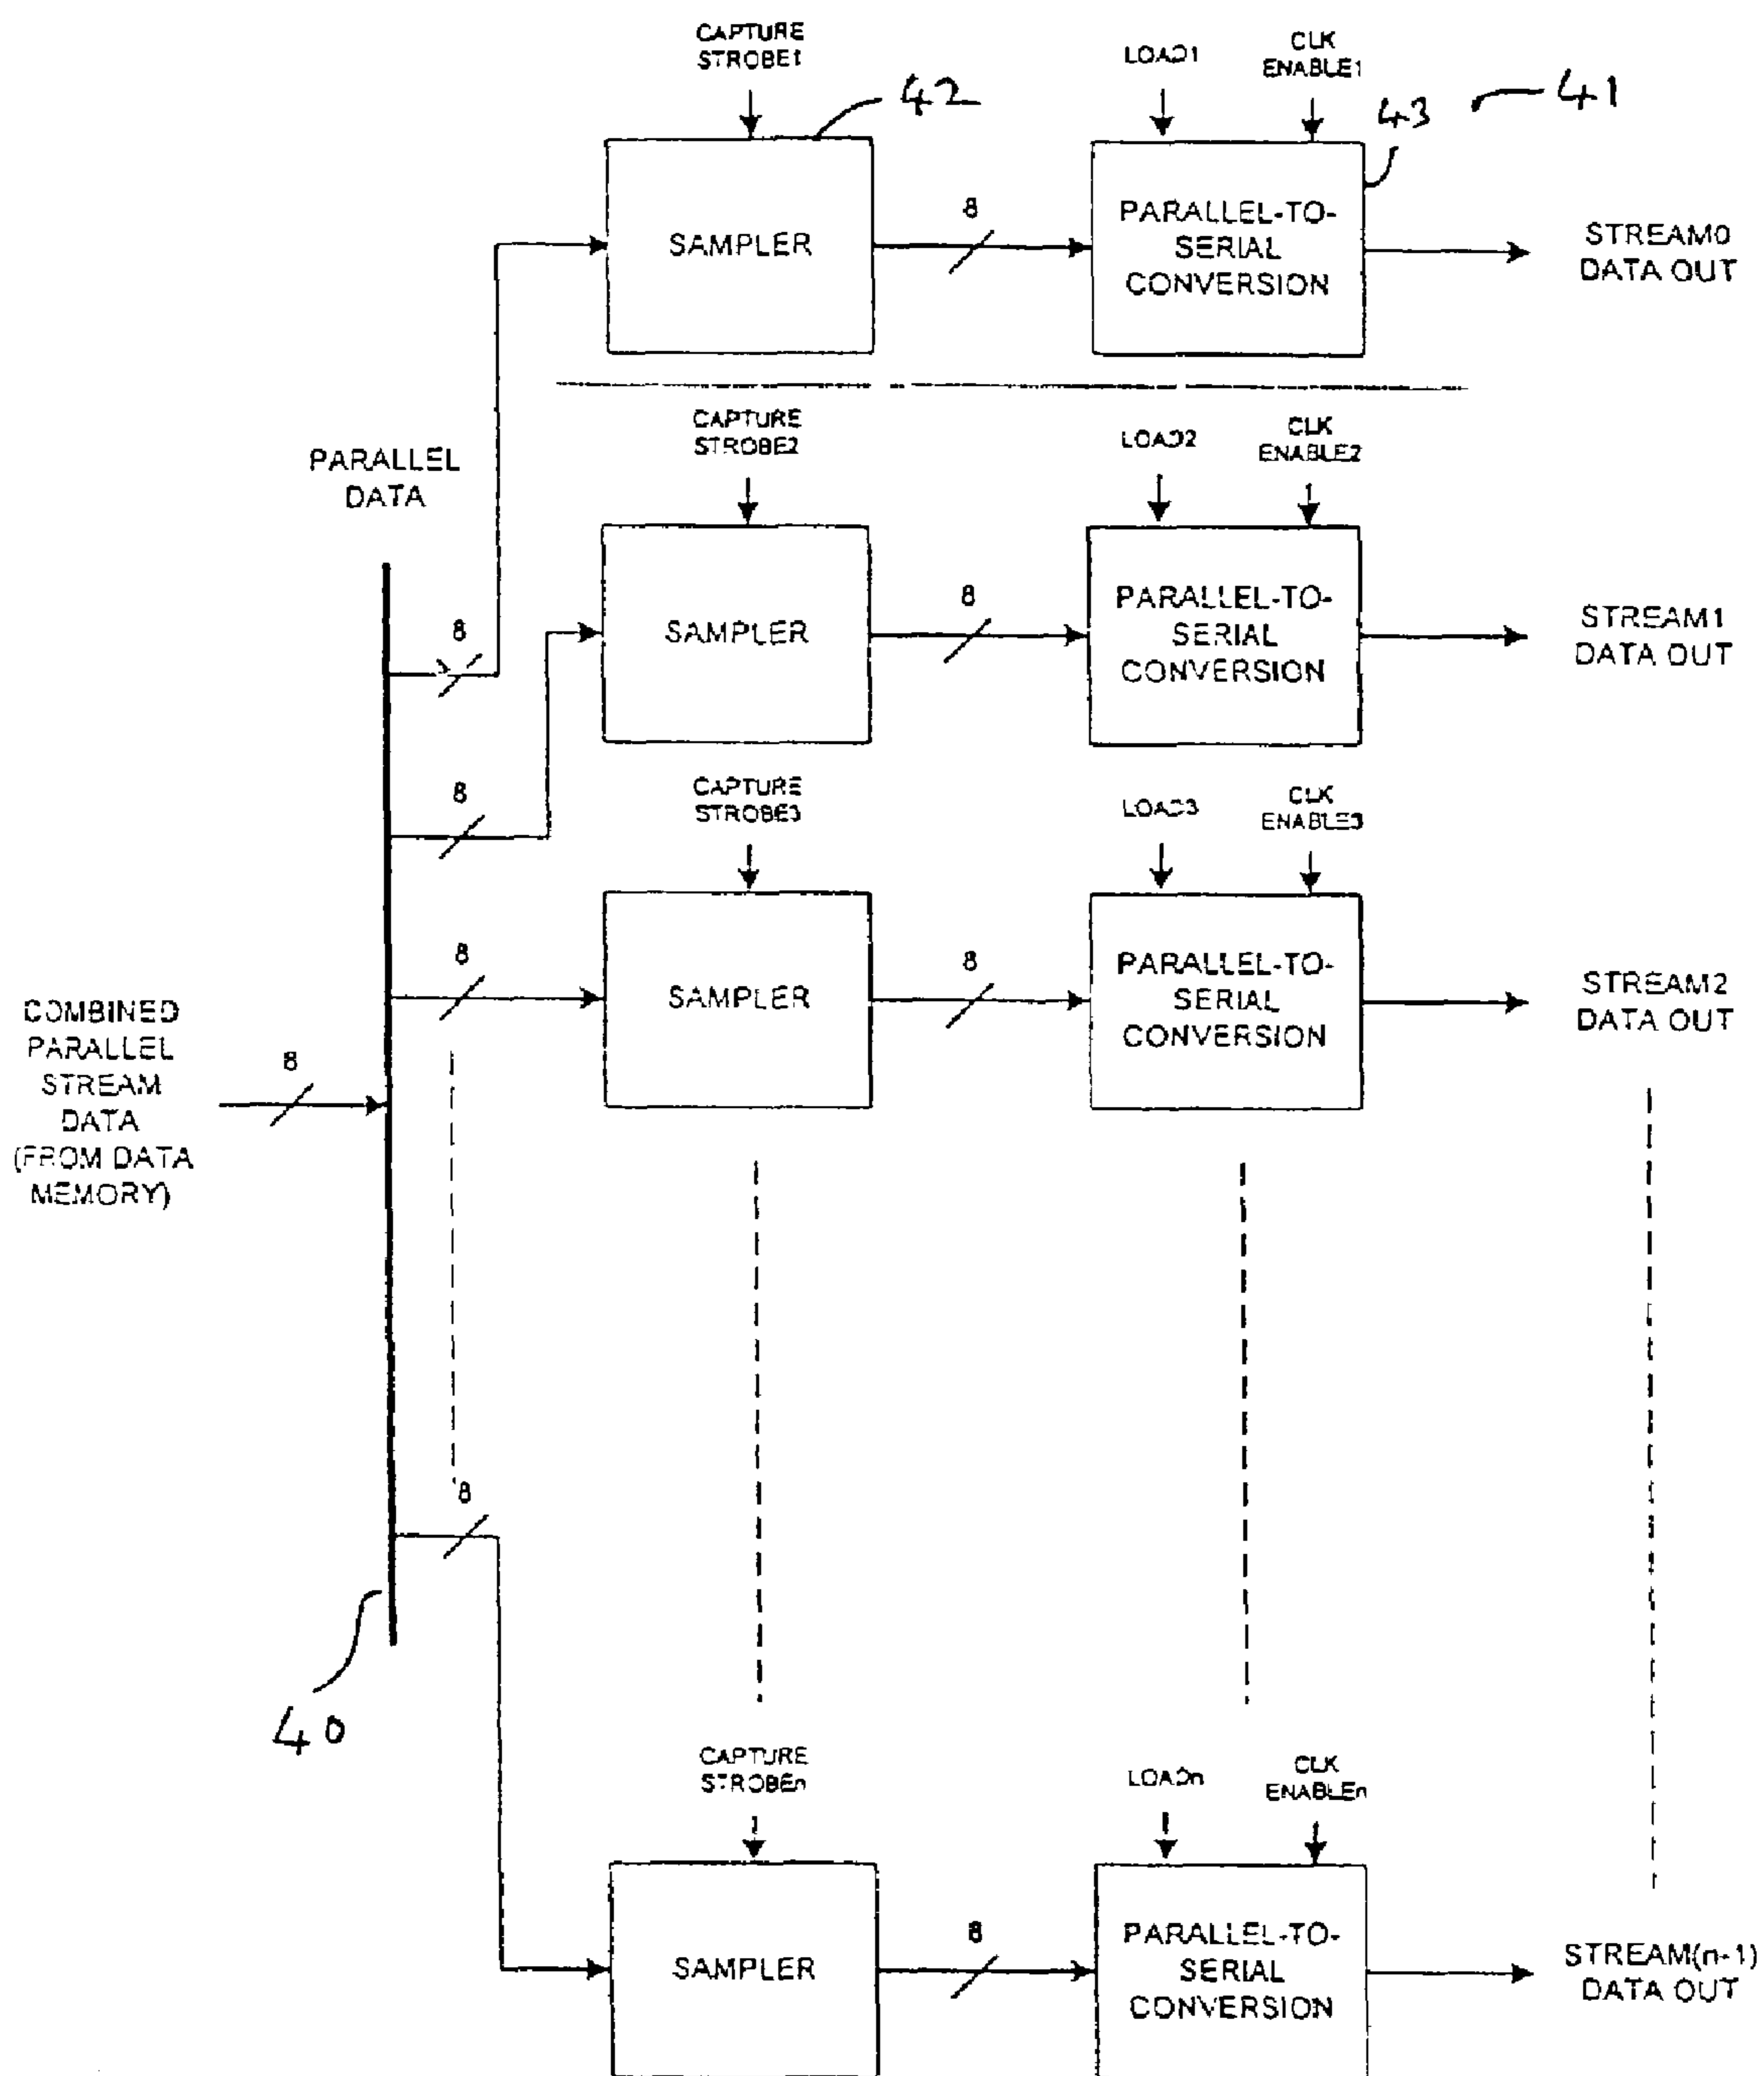 CAPTURE
STROBE1
LOAD1
CLK
ENABLE1
42
43
41
8
SAMPLER
PARALLEL-TO-
SERIAL
CONVERSION
STREAM0
DATA OUT
CAPTURE
STROBE2
LOAD2
CLK
ENABLE2
PARALLEL
DATA
8
8
SAMPLER
PARALLEL-TO-
SERIAL
CONVERSION
STREAM1
DATA OUT
8
CAPTURE
STROBE3
LOAD3
CLK
ENABLE3
8
8
SAMPLER
PARALLEL-TO-
SERIAL
CONVERSION
STREAM2
DATA OUT
COMBINED
PARALLEL
STREAM
DATA
(FROM DATA
MEMORY)
8
8
40
CAPTURE
STROBEn
LOADn
CLK
ENABLEn
8
SAMPLER
PARALLEL-TO-
SERIAL
CONVERSION
STREAM(n-1)
DATA OUT